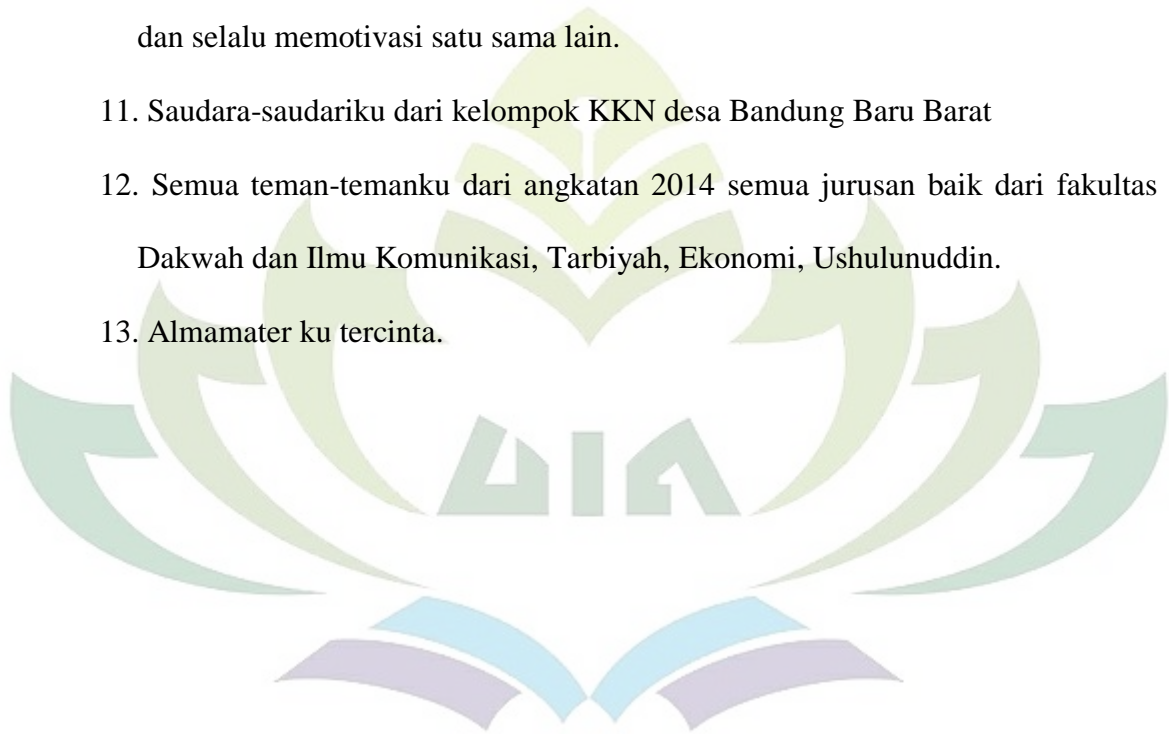 dan selalu memotivasi satu sama lain.
11. Saudara-saudariku dari kelompok KKN desa Bandung Baru Barat
12. Semua teman-temanku dari angkatan 2014 semua jurusan baik dari fakultas
Dakwah dan Ilmu Komunikasi, Tarbiyah, Ekonomi, Ushulunuddin.
13. Almamater ku tercinta.
UIN